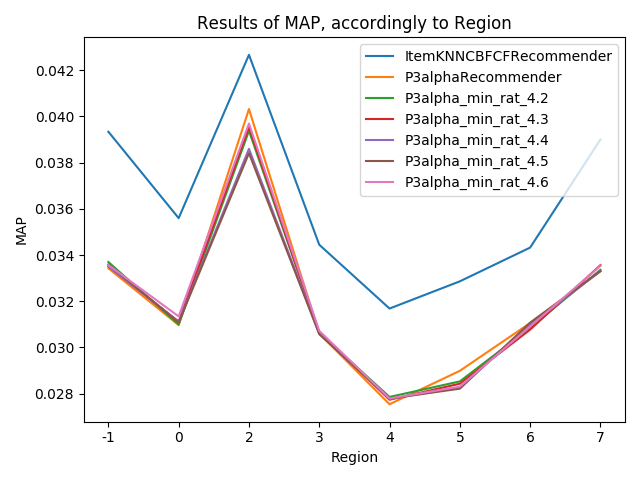 Results of MAP, accordingly to Region
ItemKNNCBFCFRecommender
P3alphaRecommender
P3alpha_min_rat_4.2
P3alpha_min_rat_4.3
P3alpha_min_rat_4.4
P3alpha_min_rat_4.5
P3alpha_min_rat_4.6
MAP
0.042
0.040
0.038
0.036
0.034
0.032
0.030
0.028
-1 0 2 3 4 5 6 7
Region